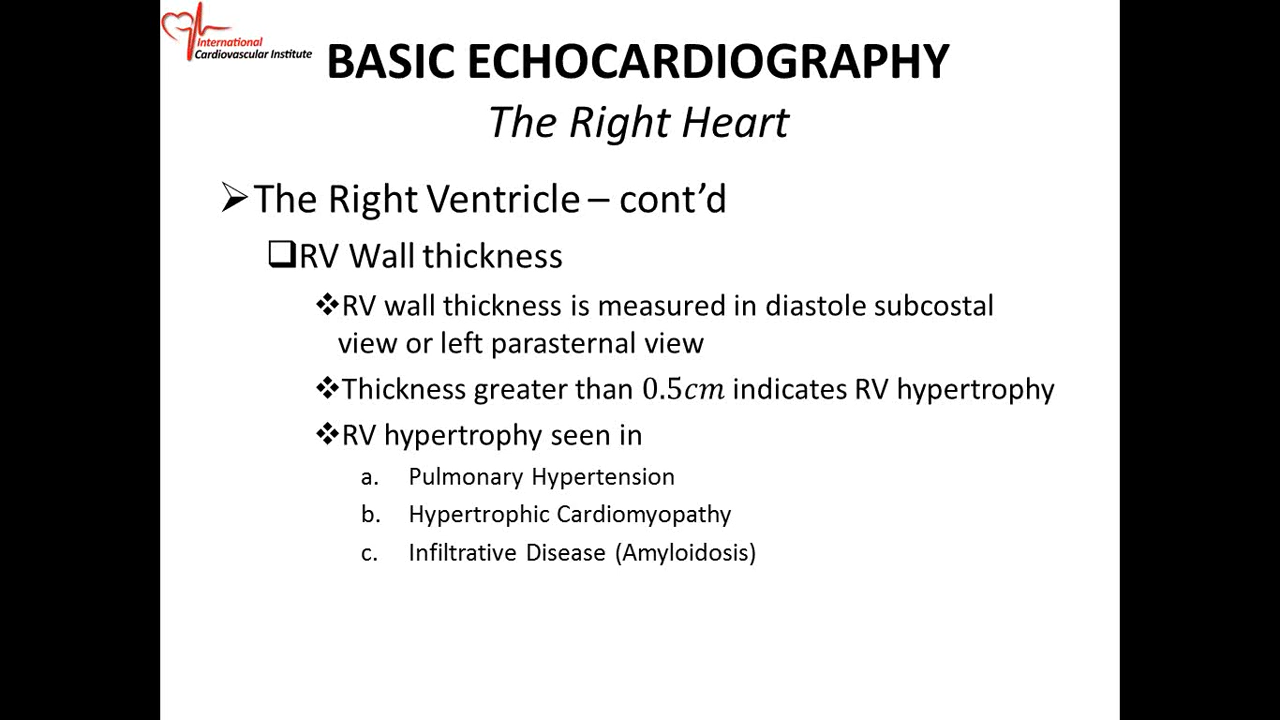 International
Cardiovascular Institute
BASIC ECHOCARDIOGRAPHY
The Right Heart
➢The Right Ventricle – cont’d
❑RV Wall thickness
❖RV wall thickness is measured in diastole subcostal
view or left parasternal view
❖Thickness greater than 0.5cm indicates RV hypertrophy
❖RV hypertrophy seen in
a. Pulmonary Hypertension
b. Hypertrophic Cardiomyopathy
c. Infiltrative Disease (Amyloidosis)